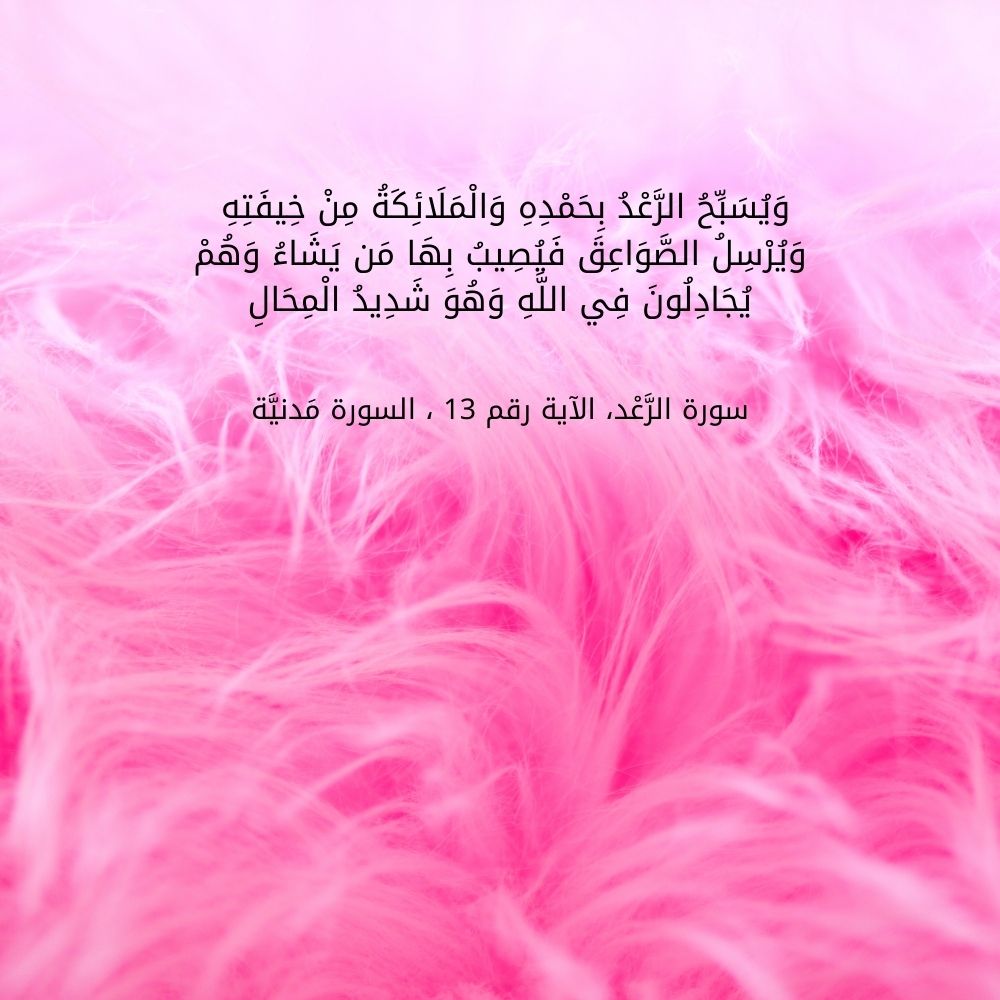 وَيُسَبِّحُ الرَّعْدُ بِحَمْدِهِ وَالْمَلَائِكَةُ مِنْ خِيفَتِهِ
وَيُرْسِلُ الصَّوَاعِقَ فَيُصِيبُ بِهَا مَن يَشَاءُ وَهُمْ
يُجَادِلُونَ فِي اللَّهِ وَهُوَ شَدِيدُ الْمِحَالِ
سورة الرَّعْد، الآية رقم 13 ، السورة مَدنيَّة